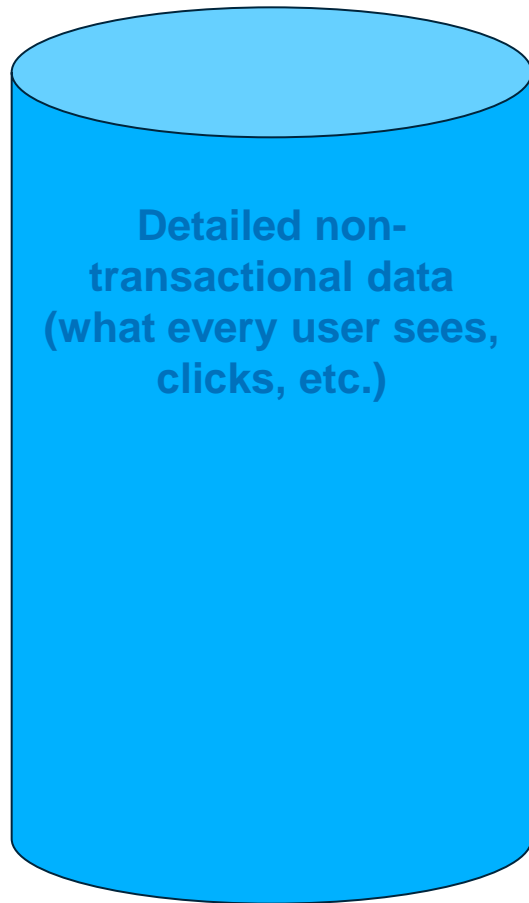 Detailed non-
transactional data
(what every user sees,
clicks, etc.)